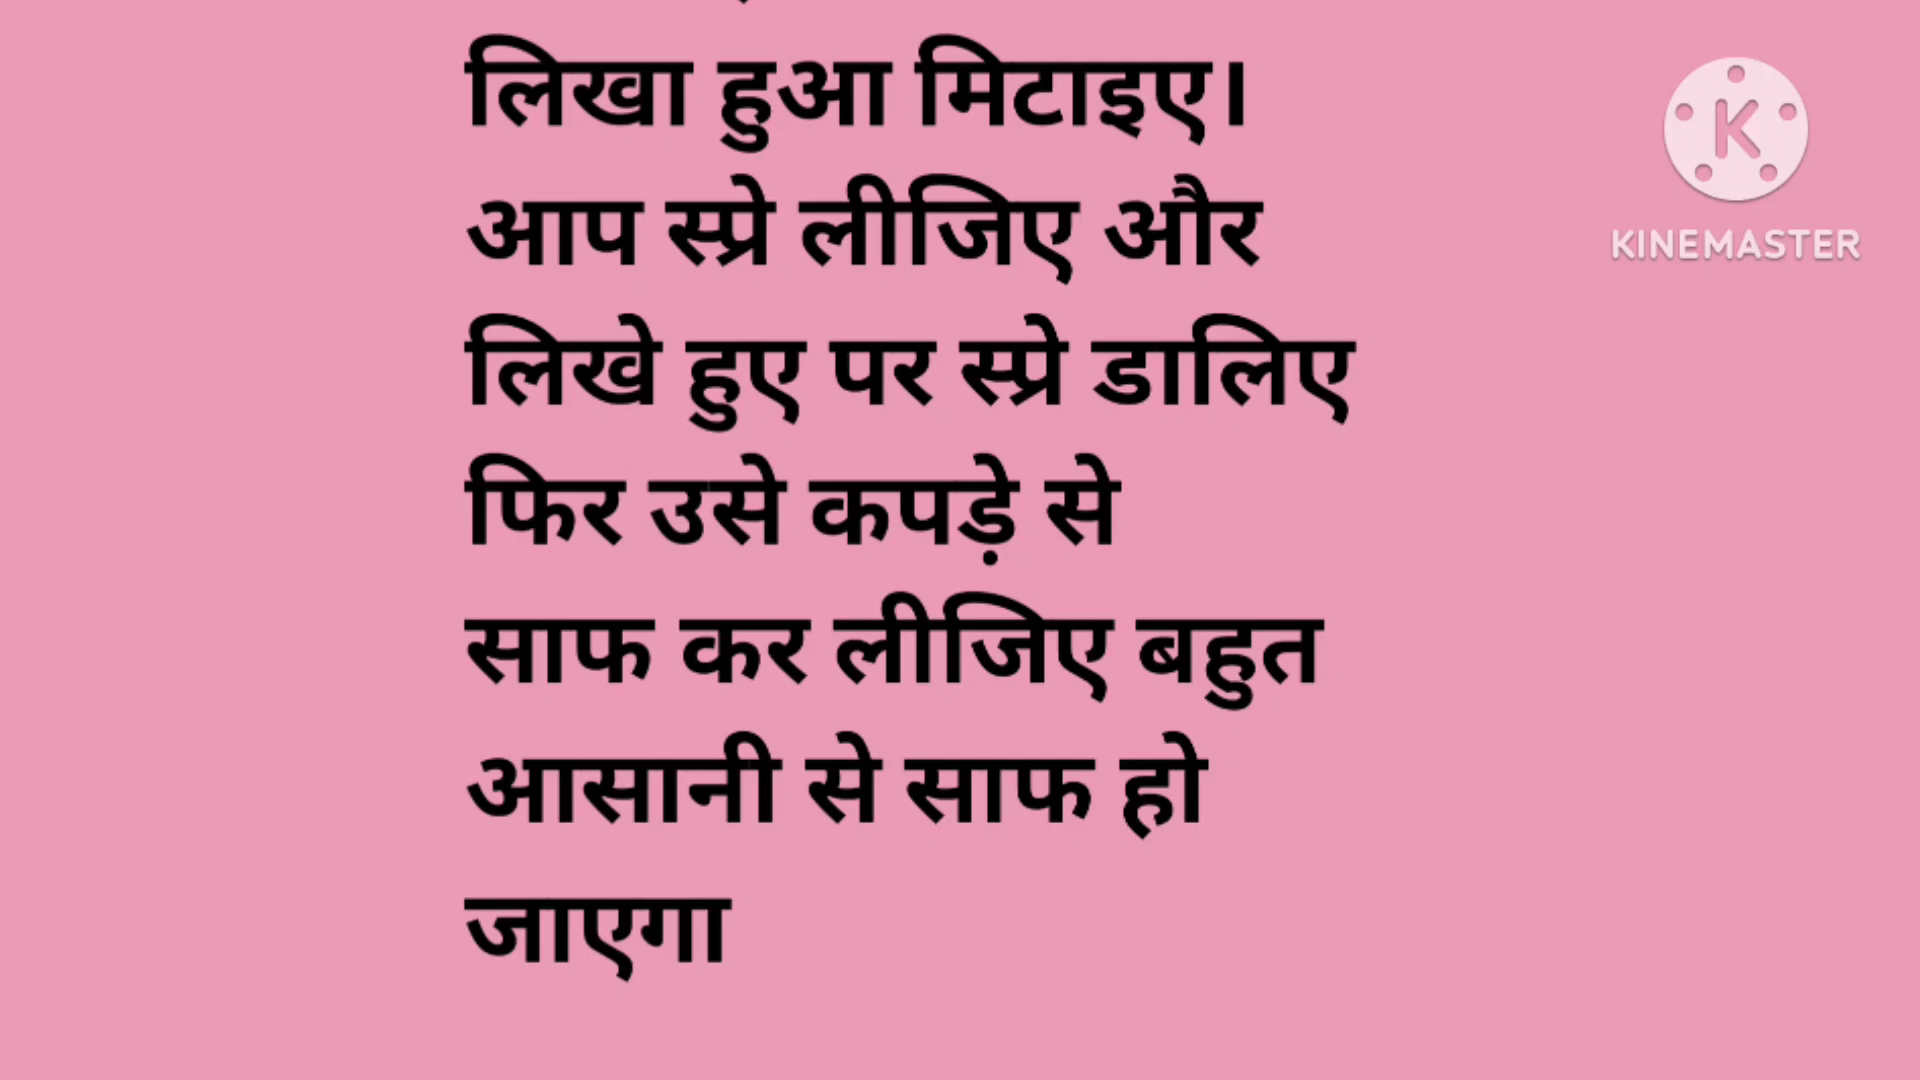 लिखा हुआ मिटाइए।
आप स्प्रे लीजिए और
लिखे हुए पर स्प्रे डालिए
फिर उसे कपड़े से
साफ कर लीजिए बहुत
आसानी से साफ हो
जाएगा
K
KINEMASTER